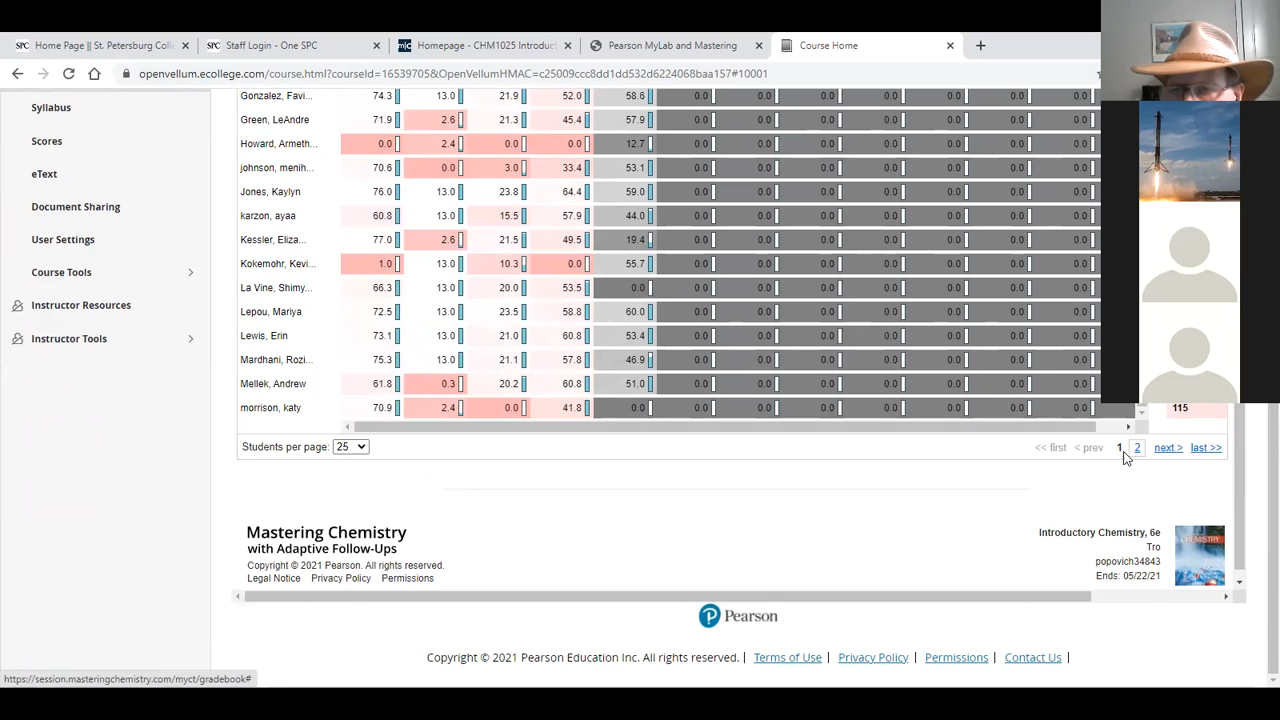 Home Page || St. Petersburg Coll
Staff Login - One SPC
Homepage - CHM1025 Introduct
Pearson MyLab and Mastering
Course Home
openvellum.ecollege.com/course.html?courseId=16539705&OpenVellumHMAC=c25009ccc8dd1dd532d6224068baa157#10001
Syllabus
Scores
eText
Document Sharing
User Settings
Course Tools
Instructor Resources
Instructor Tools
Gonzalez, Favi... 74.3 13.0 21.9 52.0 58.6 0.0 0.0 0.0 0.0 0.0 0.0 0.0
Green, LeAndre 71.9 2.6 21.3 45.4 57.9 0.0 0.0 0.0 0.0 0.0 0.0 0.0
Howard, Armeth... 0.0 2.4 0.0 0.0 12.7 0.0 0.0 0.0 0.0 0.0 0.0 0.0
johnson, menih... 70.6 0.0 3.0 33.4 53.1 0.0 0.0 0.0 0.0 0.0 0.0 0.0
Jones, Kaylyn 76.0 13.0 23.8 64.4 59.0 0.0 0.0 0.0 0.0 0.0 0.0 0.0
karzon, ayaa 60.8 13.0 15.5 57.9 44.0 0.0 0.0 0.0 0.0 0.0 0.0 0.0
Kessler, Eliza... 77.0 2.6 21.5 49.5 19.4 0.0 0.0 0.0 0.0 0.0 0.0 0.0
Kokemohr, Kevi... 1.0 13.0 10.3 0.0 55.7 0.0 0.0 0.0 0.0 0.0 0.0 0.0
La Vine, Shimy... 66.3 13.0 20.0 53.5 0.0 0.0 0.0 0.0 0.0 0.0 0.0 0.0
Lepou, Mariya 72.5 13.0 23.5 58.8 60.0 0.0 0.0 0.0 0.0 0.0 0.0 0.0
Lewis, Erin 73.1 13.0 21.0 60.8 53.4 0.0 0.0 0.0 0.0 0.0 0.0 0.0
Mardhani, Rozi... 75.3 13.0 21.1 57.8 46.9 0.0 0.0 0.0 0.0 0.0 0.0 0.0
Mellek, Andrew 61.8 0.3 20.2 60.8 51.0 0.0 0.0 0.0 0.0 0.0 0.0 0.0
morrison, katy 70.9 2.4 0.0 41.8 0.0 0.0 0.0 0.0 0.0 0.0 0.0 0.0 115
Students per page: 25 << first < prev 1 2 next > last >>
Mastering Chemistry
with Adaptive Follow-Ups
Copyright © 2021 Pearson. All rights reserved.
Legal Notice Privacy Policy Permissions
Introductory Chemistry, 6e
Tro
popovich34843
Ends: 05/22/21
CHEMISTRY
Pearson
Copyright © 2021 Pearson Education Inc. All rights reserved. | Terms of Use | Privacy Policy | Permissions | Contact Us |
https://session.masteringchemistry.com/myct/gradebook#